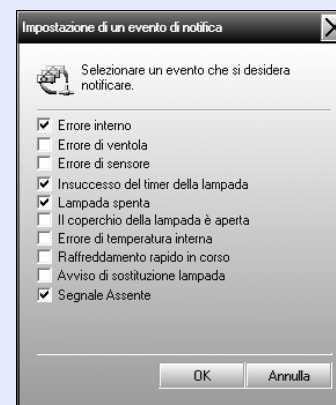 Impostazione di un evento di notifica
Selezionare un evento che si desidera
notificare.
Errore interno
Errore di ventola
Errore di sensore
Insuccesso del timer della lampada
Lampada spenta
Il coperchio della lampada è aperta
Errore di temperatura interna
Raffreddamento rapido in corso
Avviso di sostituzione lampada
Segnale Assente
OK Annulla